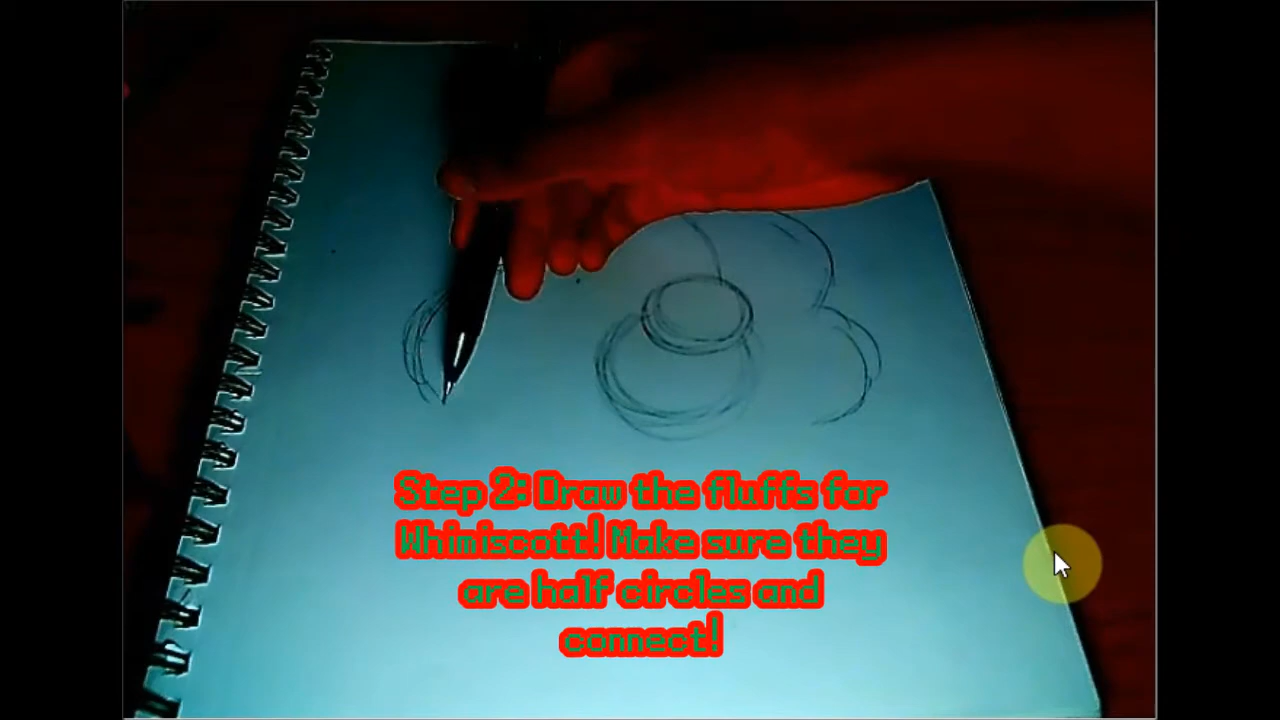 Step 2: Draw the fluffs for
Whimiscott! Make sure they
are half circles and
connect!